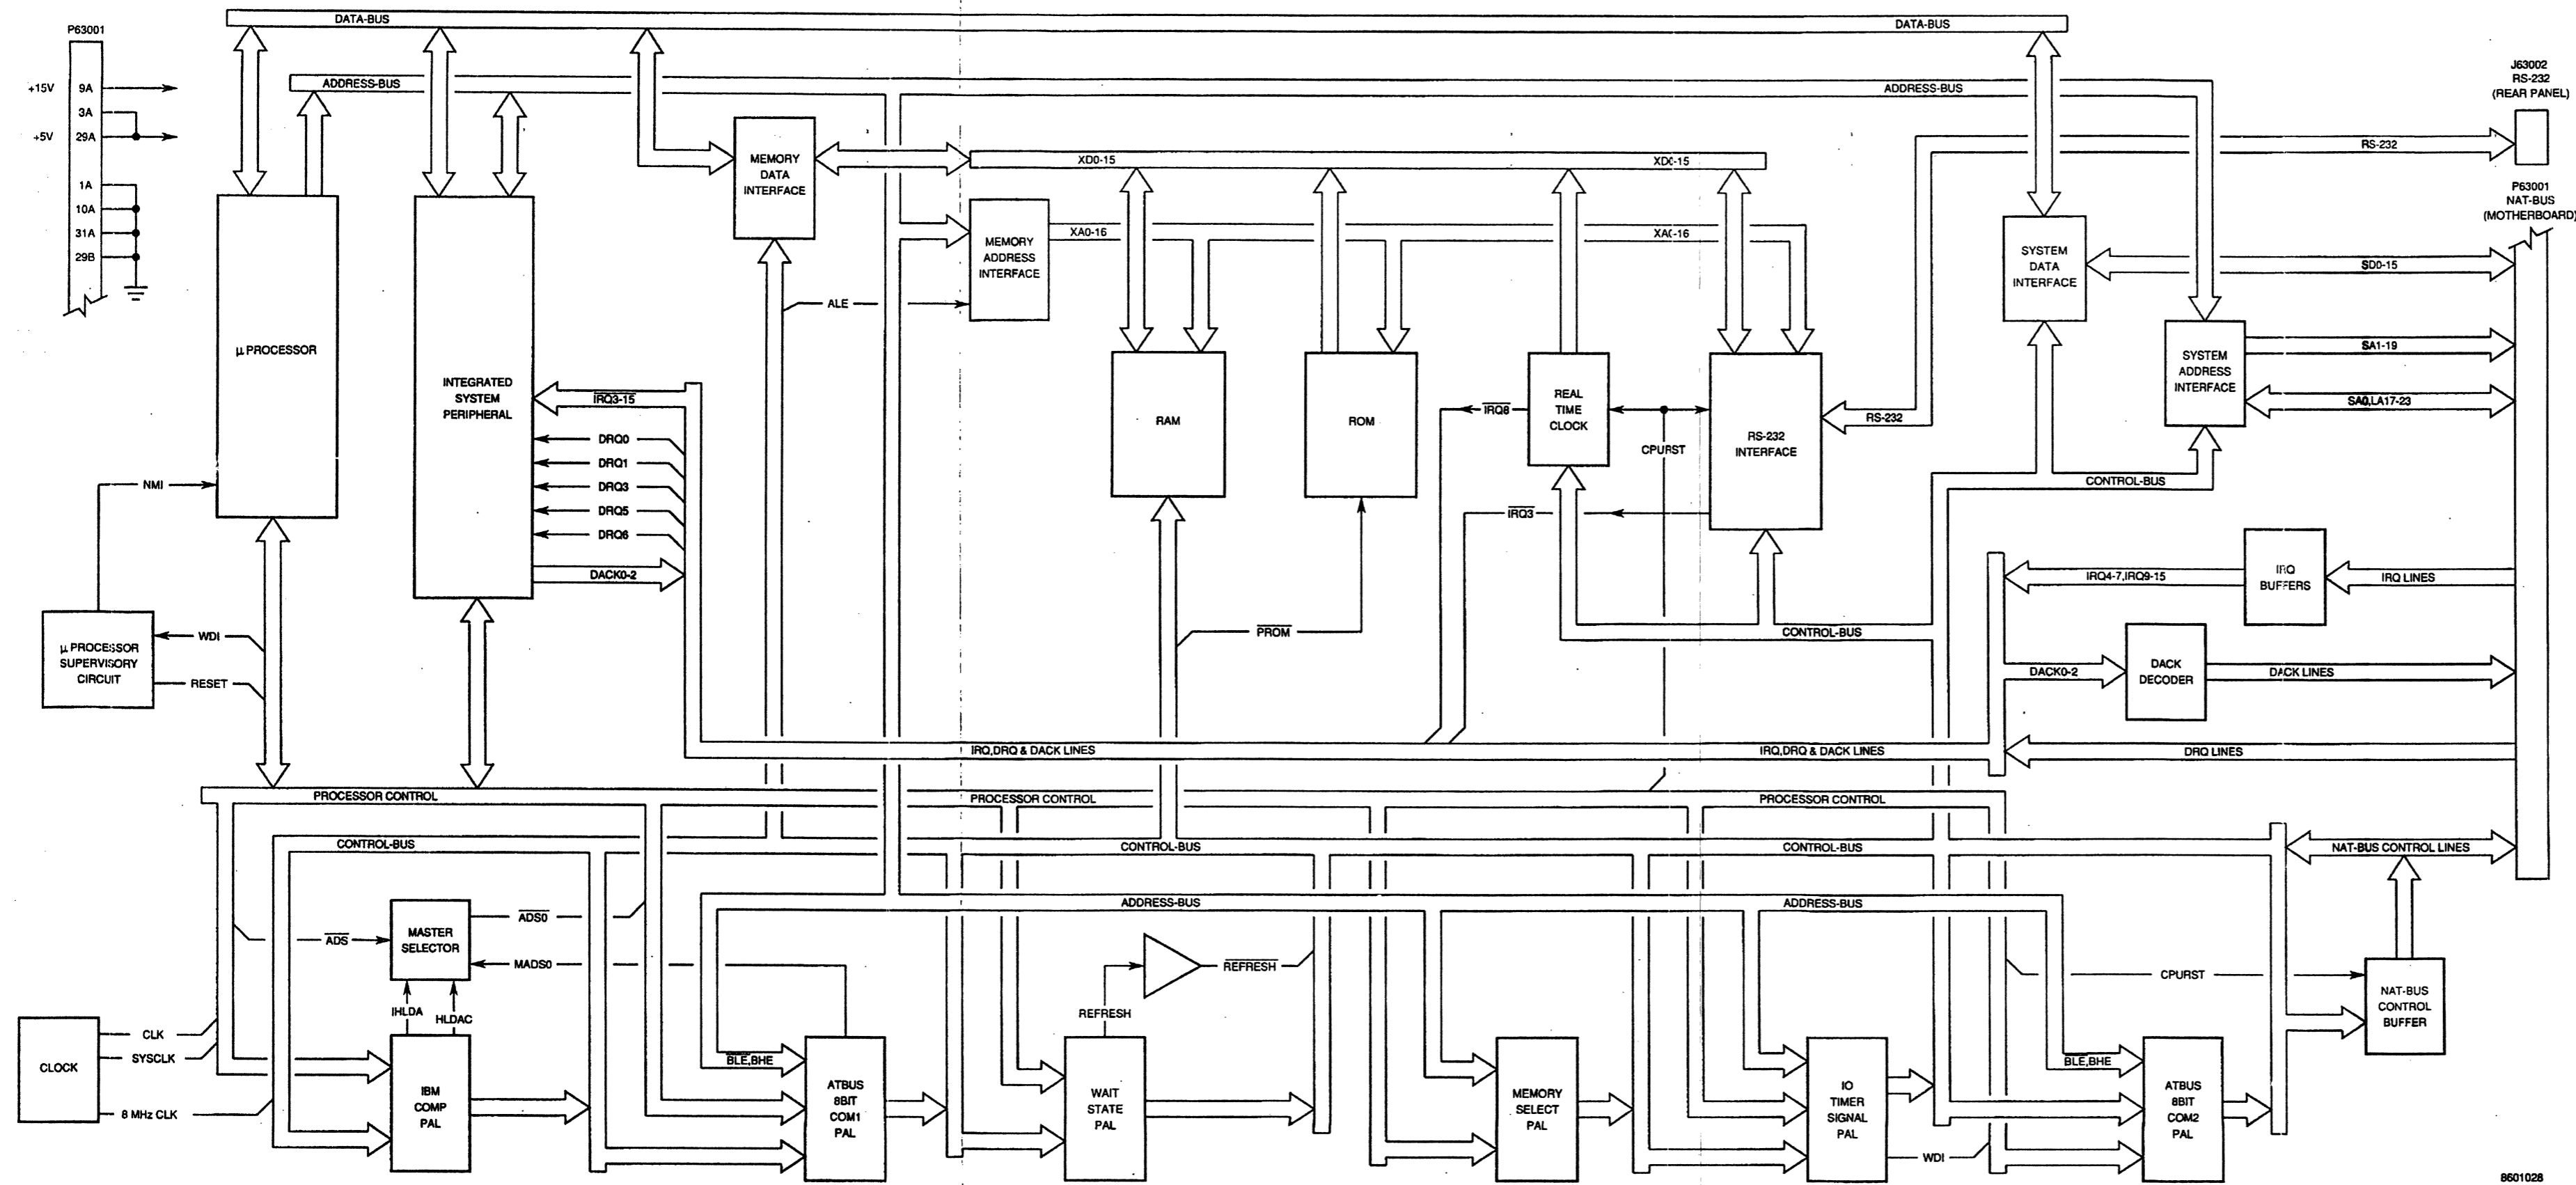 DATA-BUS
DATA-BUS
P63001
+15V
9A
3A
+5V
29A
1A
10A
31A
29B
ADDRESS-BUS
ADDRESS-BUS
J63002
RS-232
(REAR PANEL)
RS-232
P63001
NAT-BUS
(MOTHERBOARD)
MEMORY
DATA
INTERFACE
XD0-15
XD0-15
MEMORY
ADDRESS
INTERFACE
XA0-16
XA0-16
ALE
SYSTEM
DATA
INTERFACE
SD0-15
SYSTEM
ADDRESS
INTERFACE
SA1-19
SA0,LA17-23
µ PROCESSOR
INTEGRATED
SYSTEM
PERIPHERAL
IRQ3-15
DRQ0
DRQ1
DRQ3
DRQ5
DRQ6
DACK0-2
RAM
ROM
REAL
TIME
CLOCK
IRQ8
CPURST
RS-232
INTERFACE
RS-232
IRQ3
NMI
CONTROL-BUS
µ PROCESSOR
SUPERVISORY
CIRCUIT
WDI
RESET
PROM
CONTROL-BUS
IRQ4-7,IRQ9-15
IRQ
BUFFERS
IRQ LINES
DACK0-2
DACK
DECODER
DACK LINES
IRQ,DRQ & DACK LINES
IRQ,DRQ & DACK LINES
DRQ LINES
PROCESSOR CONTROL
PROCESSOR CONTROL
PROCESSOR CONTROL
CONTROL-BUS
CONTROL-BUS
CONTROL-BUS
NAT-BUS CONTROL LINES
ADDRESS-BUS
ADDRESS-BUS
MASTER
SELECTOR
ADS
ADS0
MADS0
IHLDA
HLDAC
REFRESH
REFRESH
CPURST
NAT-BUS
CONTROL
BUFFER
CLOCK
CLK
SYSCLK
8 MHz CLK
IBM
COMP
PAL
BLE,BHE
ATBUS
8BIT
COM1
PAL
WAIT
STATE
PAL
MEMORY
SELECT
PAL
IO
TIMER
SIGNAL
PAL
WDI
BLE,BHE
ATBUS
8BIT
COM2
PAL
8601028